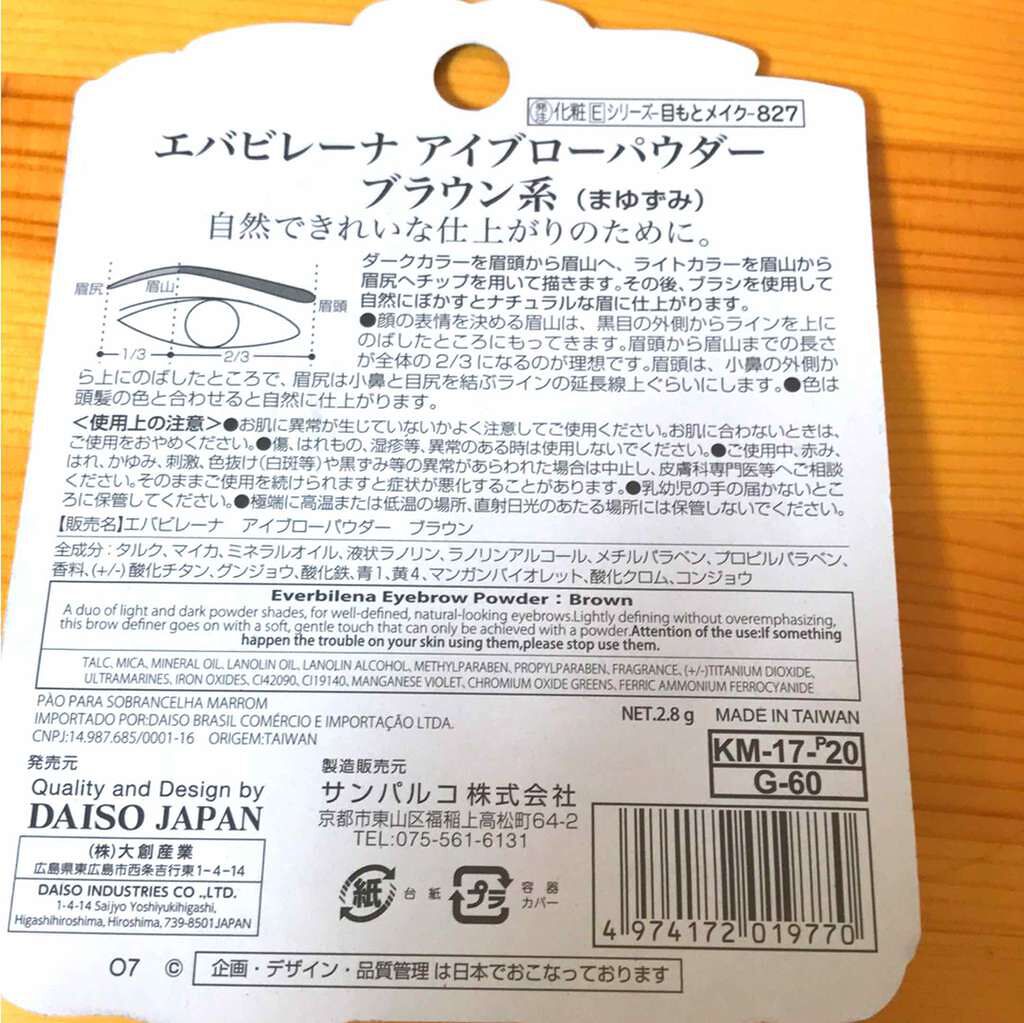 発注 化粧 E シリーズ-目もとメイク-827
エバビレーナ アイブローパウダー
ブラウン系(まゆずみ)
自然できれいな仕上がりのために。
眉尻 眉山 眉頭
1/3 2/3
ダークカラーを眉頭から眉山へ、ライトカラーを眉山から
眉尻へチップを用いて描きます。その後、ブラシを使用して
自然にぼかすとナチュラルな眉に仕上がります。
●顔の表情を決める眉山は、黒目の外側からラインを上に
のばしたところにもってきます。眉頭から眉山までの長さ
が全体の2/3になるのが理想です。眉頭は、小鼻の外側か
ら上にのばしたところで、眉尻は小鼻と目尻を結ぶラインの延長線上ぐらいにします。●色は
頭髪の色と合わせると自然に仕上がります。
<使用上の注意>●お肌に異常が生じていないかよく注意してご使用ください。お肌に合わないときは、
ご使用をおやめください。●傷、はれもの、湿疹等、異常のある時は使用しないでください。●ご使用中、赤み、
はれ、かゆみ、刺激、色抜け(白斑等)や黒ずみ等の異常があらわれた場合は中止し、皮膚科専門医等へご相談
ください。そのままご使用を続けられますと症状が悪化することがあります。●乳幼児の手の届かないとこ
ろに保管してください。●極端に高温または低温の場所、直射日光のあたる場所には保管しないでください。
【販売名】エバビレーナ アイブローパウダー ブラウン
全成分:タルク、マイカ、ミネラルオイル、液状ラノリン、ラノリンアルコール、メチルパラベン、プロピルパラベン、
香料、(+/-)酸化チタン、グンジョウ、酸化鉄、青1、黄4、マンガンバイオレット、酸化クロム、コンジョウ
Everbilena Eyebrow Powder : Brown
A duo of light and dark powder shades, for well-defined, natural-looking eyebrows.Lightly defining without overemphasizing,
this brow definer goes on with a soft, gentle touch that can only be achieved with a powder.Attention of the use:If something
happen the trouble on your skin using them,please stop use them.
TALC, MICA, MINERAL OIL, LANOLIN OIL, LANOLIN ALCOHOL, METHYLPARABEN, PROPYLPARABEN, FRAGRANCE, (+/-)TITANIUM DIOXIDE,
ULTRAMARINES, IRON OXIDES, CI42090, CI19140, MANGANESE VIOLET, CHROMIUM OXIDE GREENS, FERRIC AMMONIUM FERROCYANIDE
PÀO PARA SOBRANCELHA MARROM
IMPORTADO POR:DAISO BRASIL COMÉRCIO E IMPORTAÇÃO LTDA.
CNPJ:14.987.685/0001-16 ORIGEM:TAIWAN
NET.2.8g MADE IN TAIWAN
KM-17-P20
G-60
発売元
Quality and Design by
DAISO JAPAN
(株)大創産業
広島県東広島市西条吉行東1-4-14
DAISO INDUSTRIES CO.,LTD.
1-4-14 Saijyo Yoshiyukihigashi,
Higashihiroshima, Hiroshima, 739-8501JAPAN
製造販売元
サンパルコ株式会社
京都市東山区福稲上高松町64-2
TEL:075-561-6131
紙 台紙 プラ 容器
カバー
4 974172 019770
07 © 企画・デザイン・品質管理は日本でおこなっております